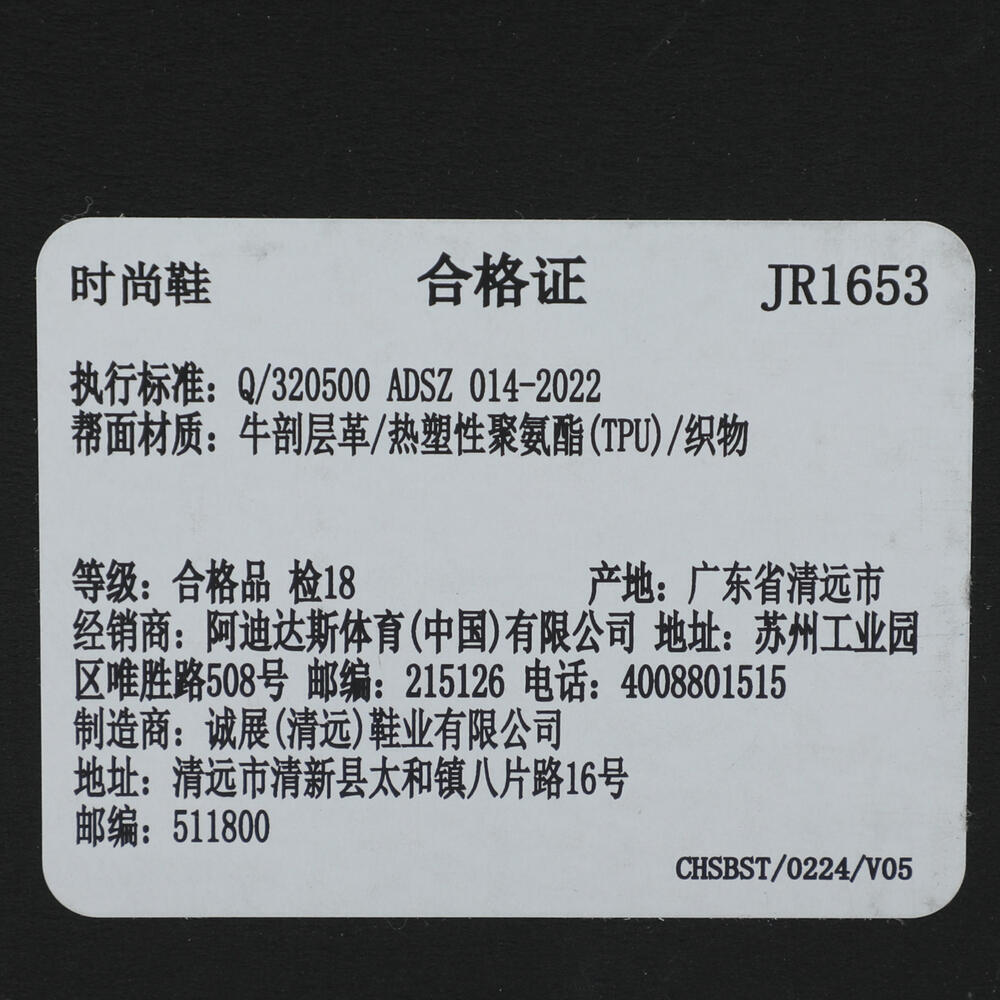 时尚鞋 合格证 JR1653
执行标准：Q/320500 ADSZ 014-2022
帮面材质：牛剖层革/热塑性聚氨酯(TPU)/织物
等级：合格品 检18 产地：广东省清远市
经销商：阿迪达斯体育(中国)有限公司 地址：苏州工业园
区唯胜路508号 邮编：215126 电话：4008801515
制造商：诚展(清远)鞋业有限公司
地址：清远市清新县太和镇八片路16号
邮编：511800
CHSBST/0224/V05